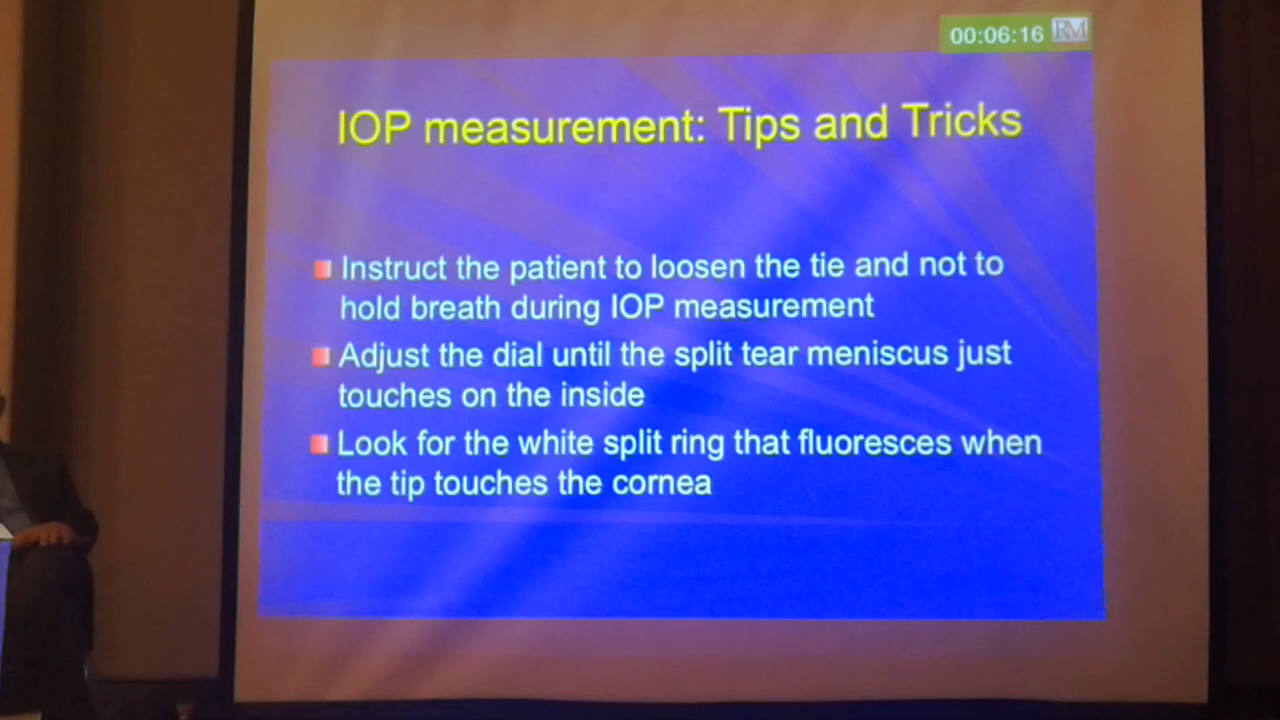 00:06:16 RM
IOP measurement: Tips and Tricks
Instruct the patient to loosen the tie and not to
hold breath during IOP measurement
Adjust the dial until the split tear meniscus just
touches on the inside
Look for the white split ring that fluoresces when
the tip touches the cornea